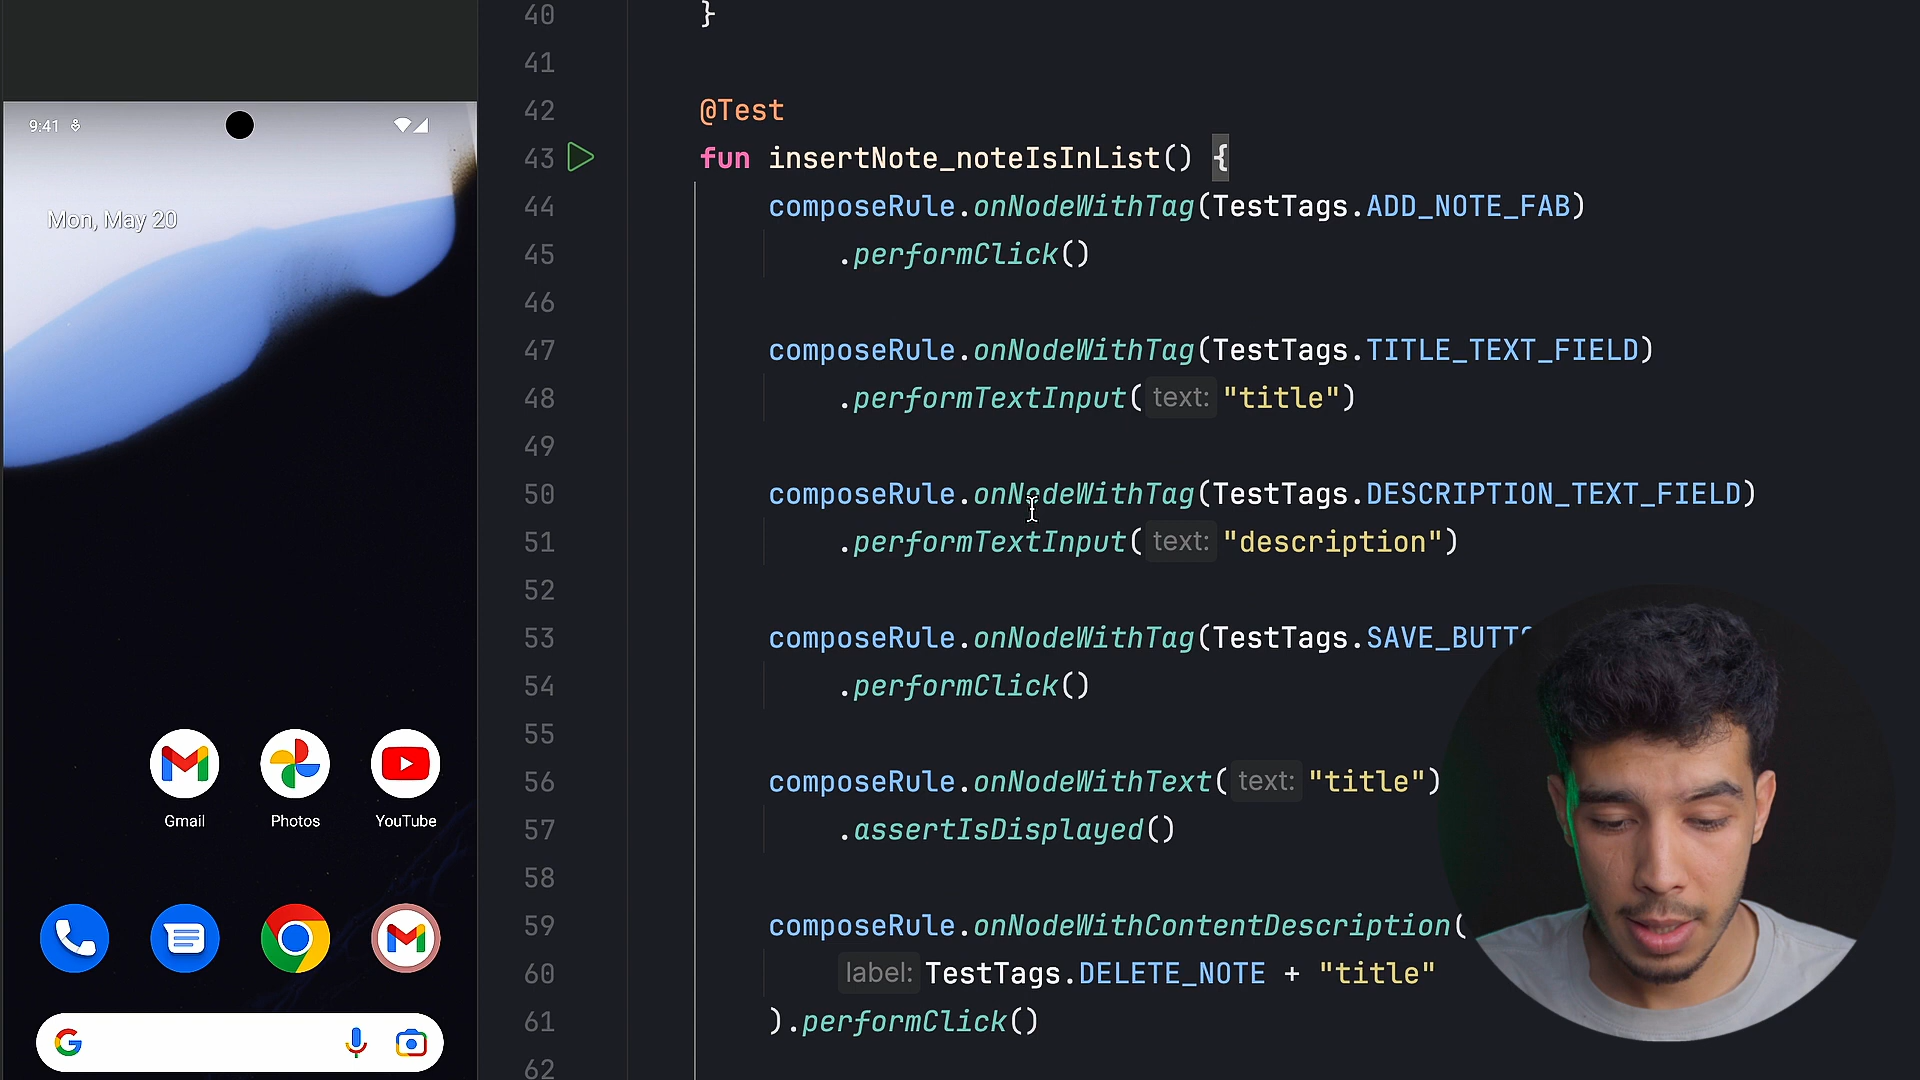 9:41
Mon, May 20
Gmail
Photos
YouTube
40 }
41
42 @Test
43 fun insertNote_noteIsInList() {
44 composeRule.onNodeWithTag(TestTags.ADD_NOTE_FAB)
45 .performClick()
46
47 composeRule.onNodeWithTag(TestTags.TITLE_TEXT_FIELD)
48 .performTextInput( text: "title")
49
50 composeRule.onNodeWithTag(TestTags.DESCRIPTION_TEXT_FIELD)
51 .performTextInput( text: "description")
52
53 composeRule.onNodeWithTag(TestTags.SAVE_BUTT
54 .performClick()
55
56 composeRule.onNodeWithText( text: "title")
57 .assertIsDisplayed()
58
59 composeRule.onNodeWithContentDescription(
60 label: TestTags.DELETE_NOTE + "title"
61 ).performClick()
62